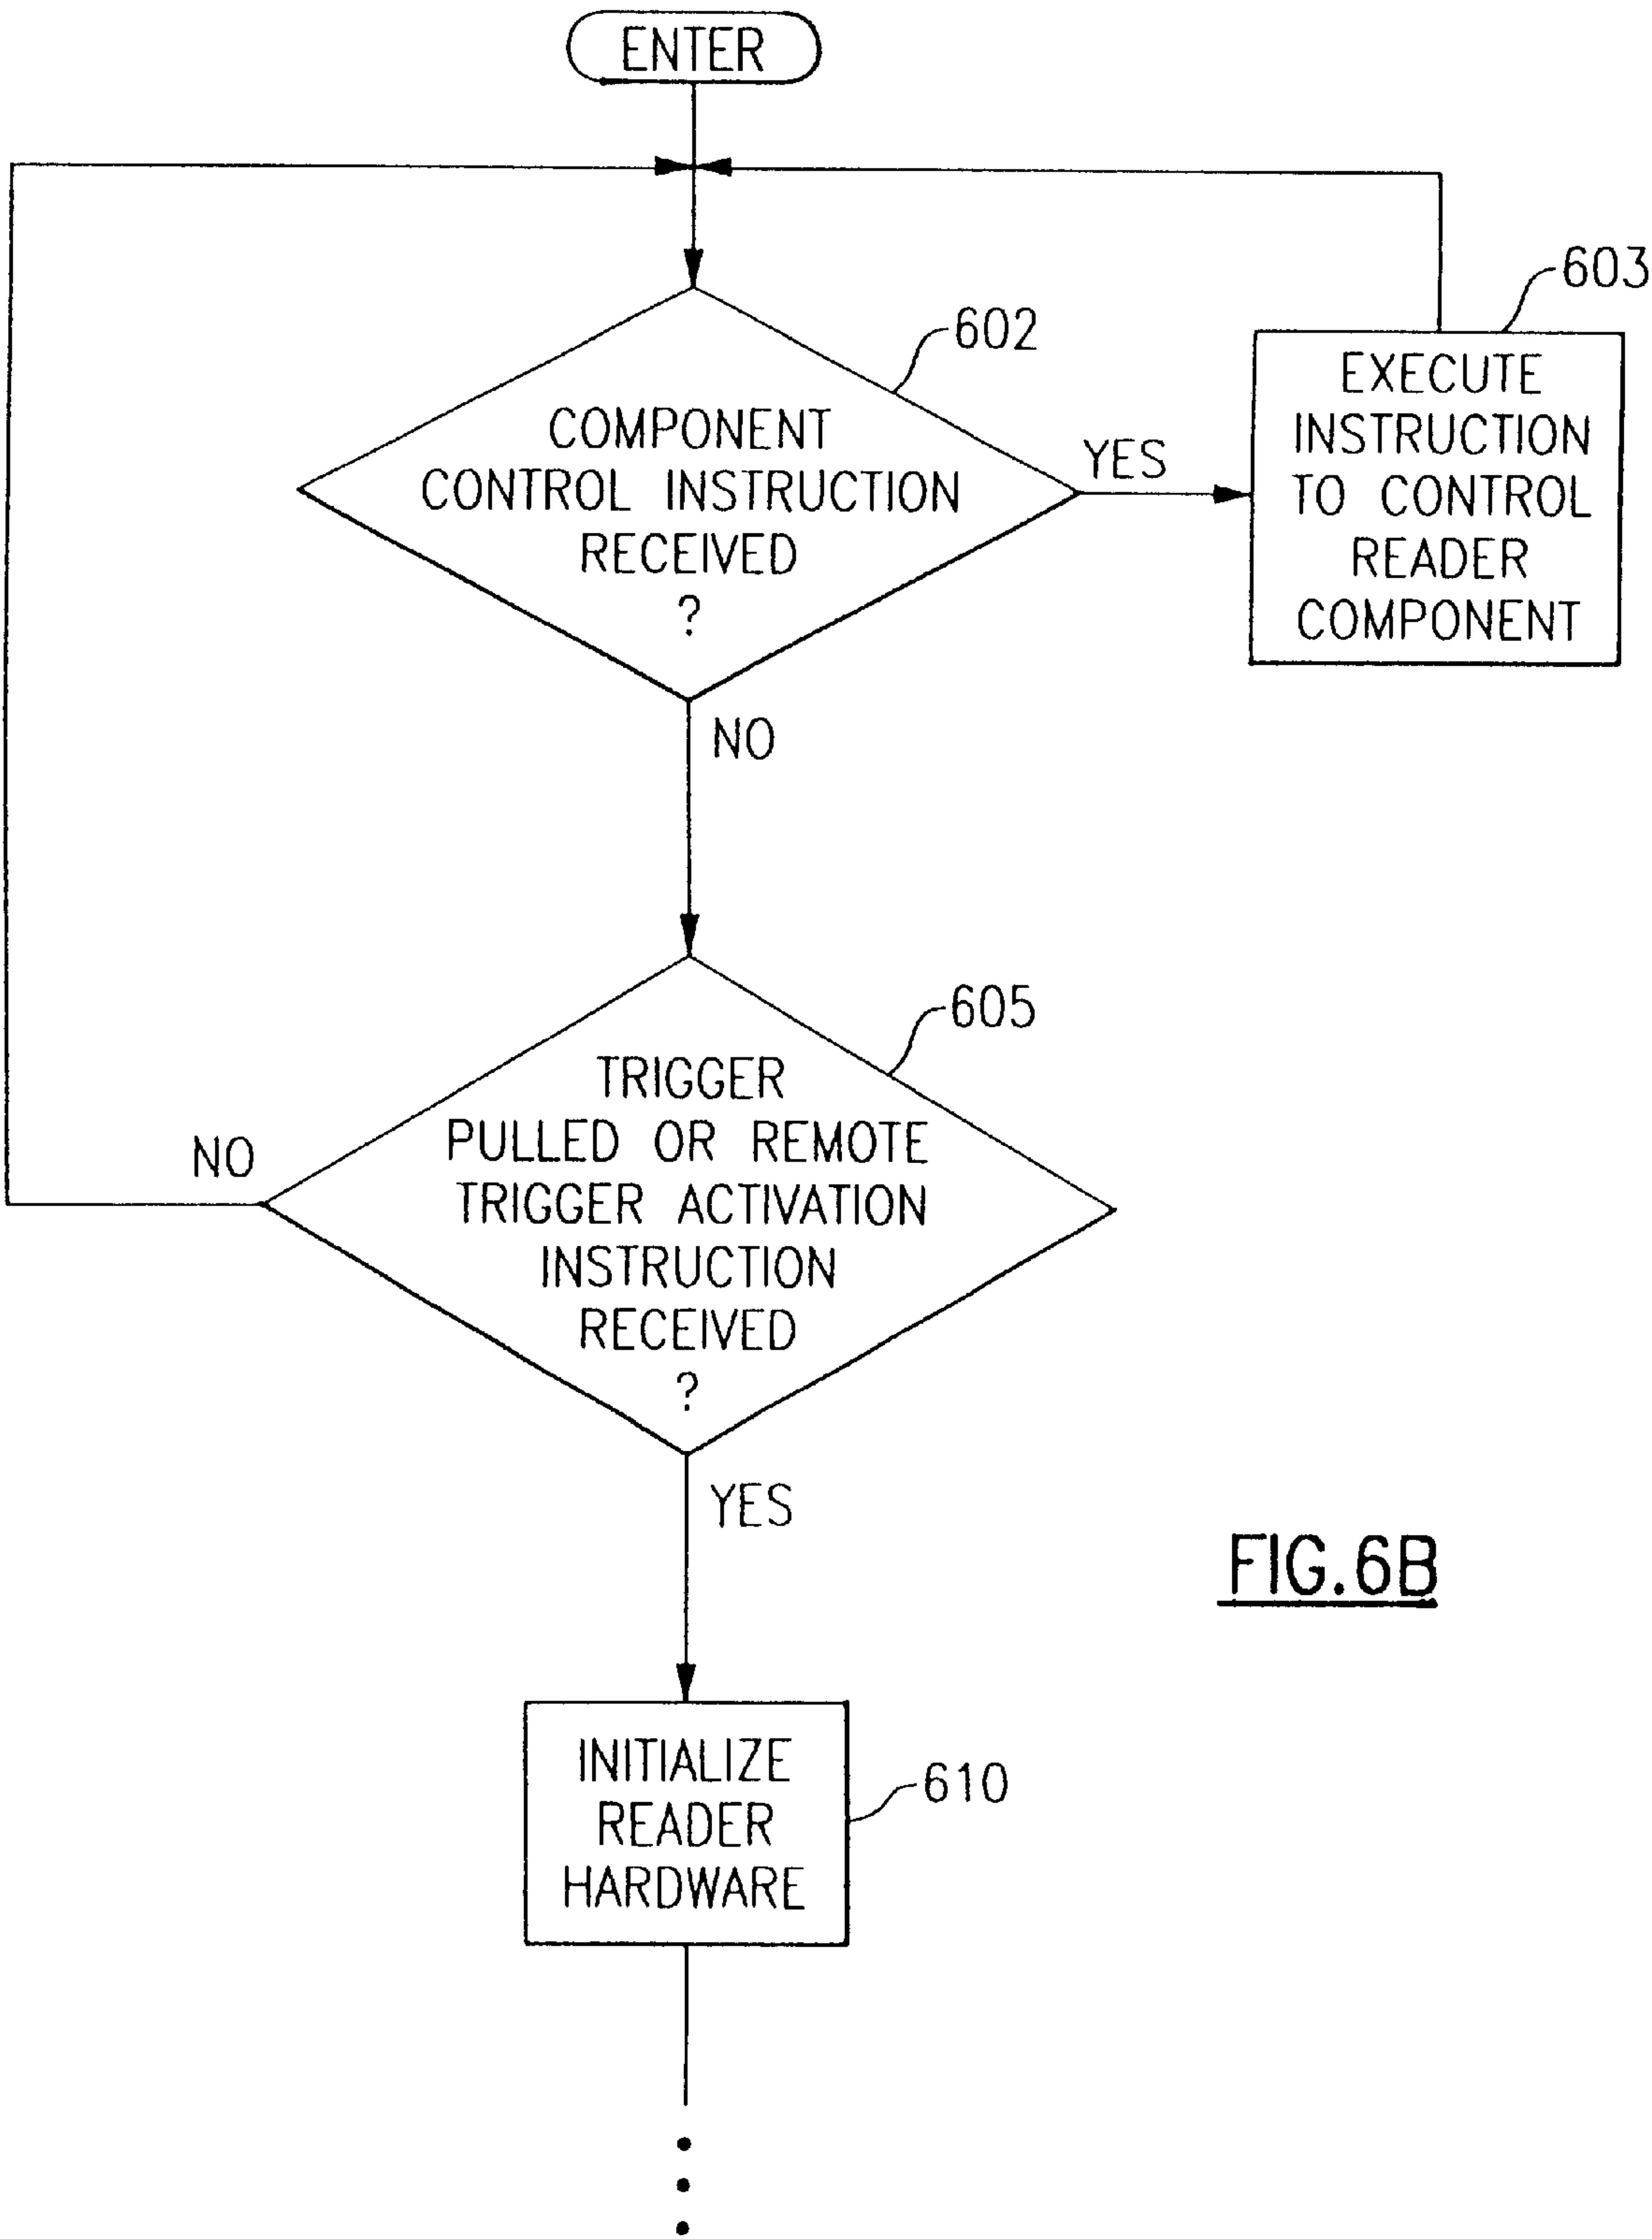 ENTER
602
COMPONENT
CONTROL INSTRUCTION
RECEIVED
?
YES
603
EXECUTE
INSTRUCTION
TO CONTROL
READER
COMPONENT
NO
605
TRIGGER
PULLED OR REMOTE
TRIGGER ACTIVATION
INSTRUCTION
RECEIVED
?
NO
YES
INITIALIZE
READER
HARDWARE
610
FIG.6B